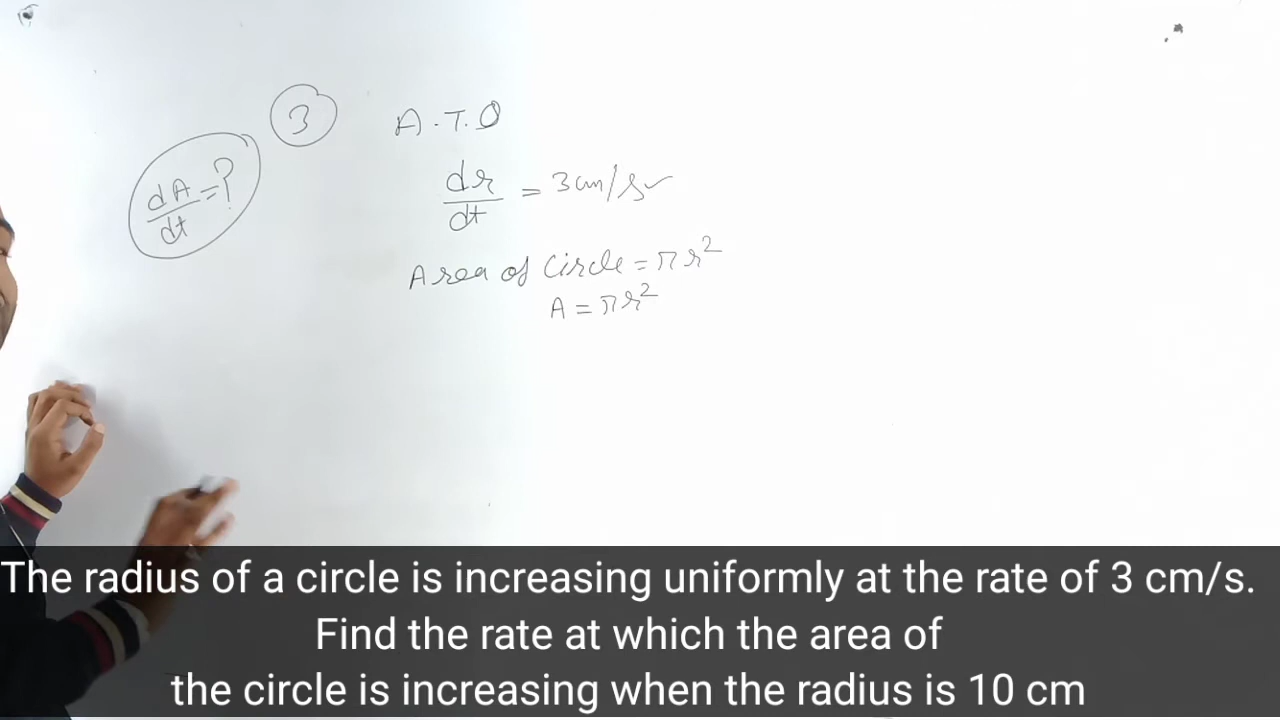 3
A.T.Q
dr/dt = 3cm/s ✓
dA/dt = ?
Area of Circle = πr²
A = πr²
The radius of a circle is increasing uniformly at the rate of 3 cm/s.
Find the rate at which the area of
the circle is increasing when the radius is 10 cm